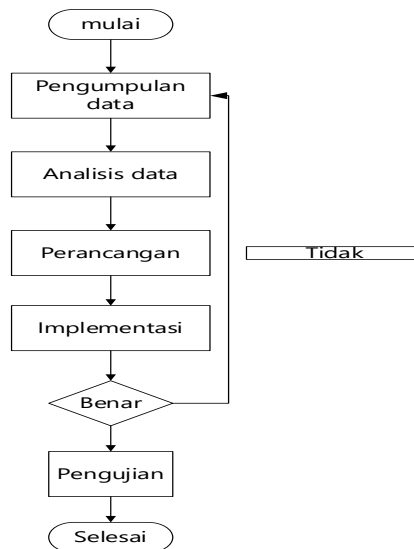 mulai
Pengumpulan
data
Analisis data
Perancangan
Tidak
Implementasi
Benar
Pengujian
Selesai